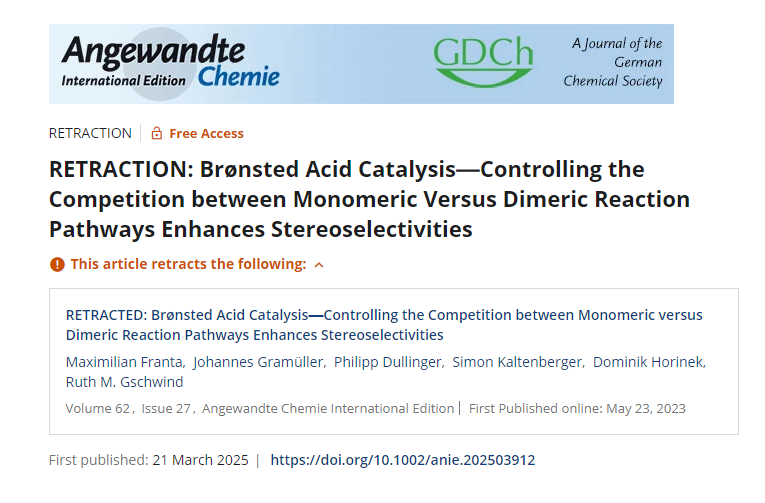 Angewandte
International Edition Chemie
GDCh
A Journal of the
German
Chemical Society
RETRACTION
Free Access
RETRACTION: Brønsted Acid Catalysis—Controlling the
Competition between Monomeric Versus Dimeric Reaction
Pathways Enhances Stereoselectivities
This article retracts the following:
RETRACTED: Brønsted Acid Catalysis—Controlling the Competition between Monomeric versus
Dimeric Reaction Pathways Enhances Stereoselectivities
Maximilian Franta, Johannes Gramüller, Philipp Dullinger, Simon Kaltenberger, Dominik Horinek,
Ruth M. Gschwind
Volume 62, Issue 27, Angewandte Chemie International Edition | First Published online: May 23, 2023
First published: 21 March 2025 | https://doi.org/10.1002/anie.202503912